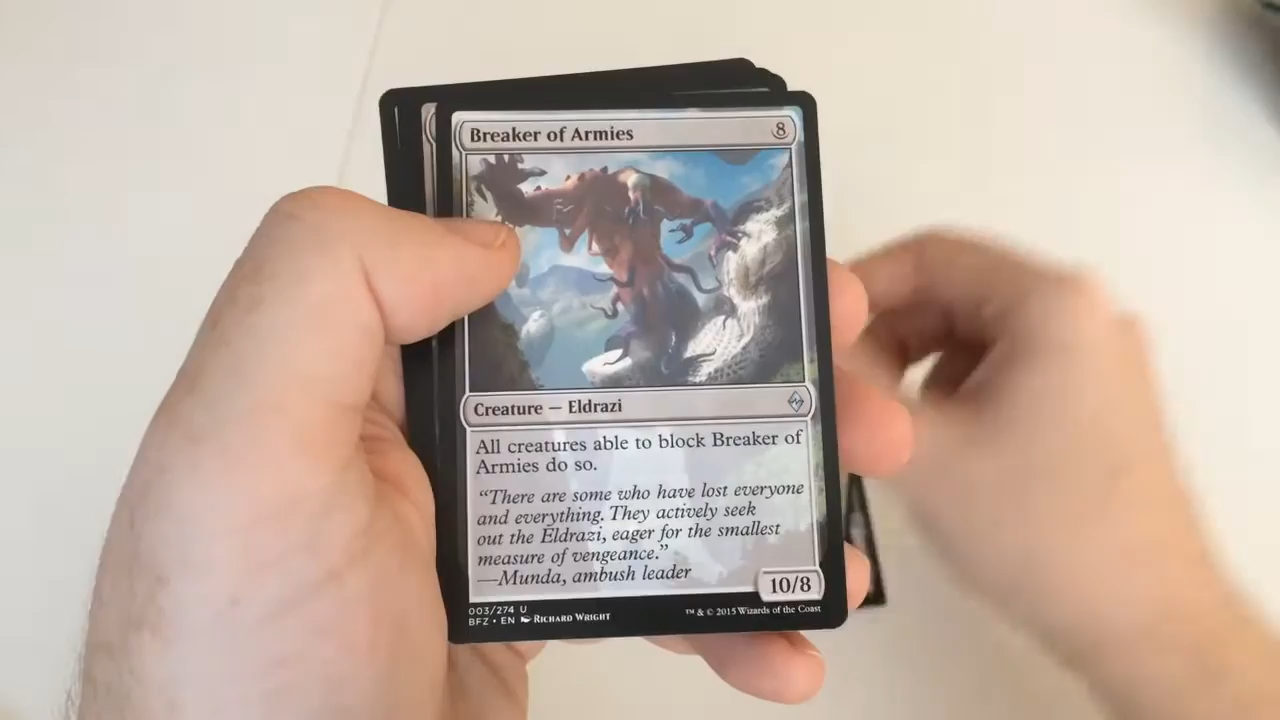 Breaker of Armies 8
Creature — Eldrazi
All creatures able to block Breaker of
Armies do so.
“There are some who have lost everyone
and everything. They actively seek
out the Eldrazi, eager for the smallest
measure of vengeance.”
—Munda, ambush leader
10/8
003/274 U
BFZ • EN RICHARD WRIGHT
™ & © 2015 Wizards of the Coast